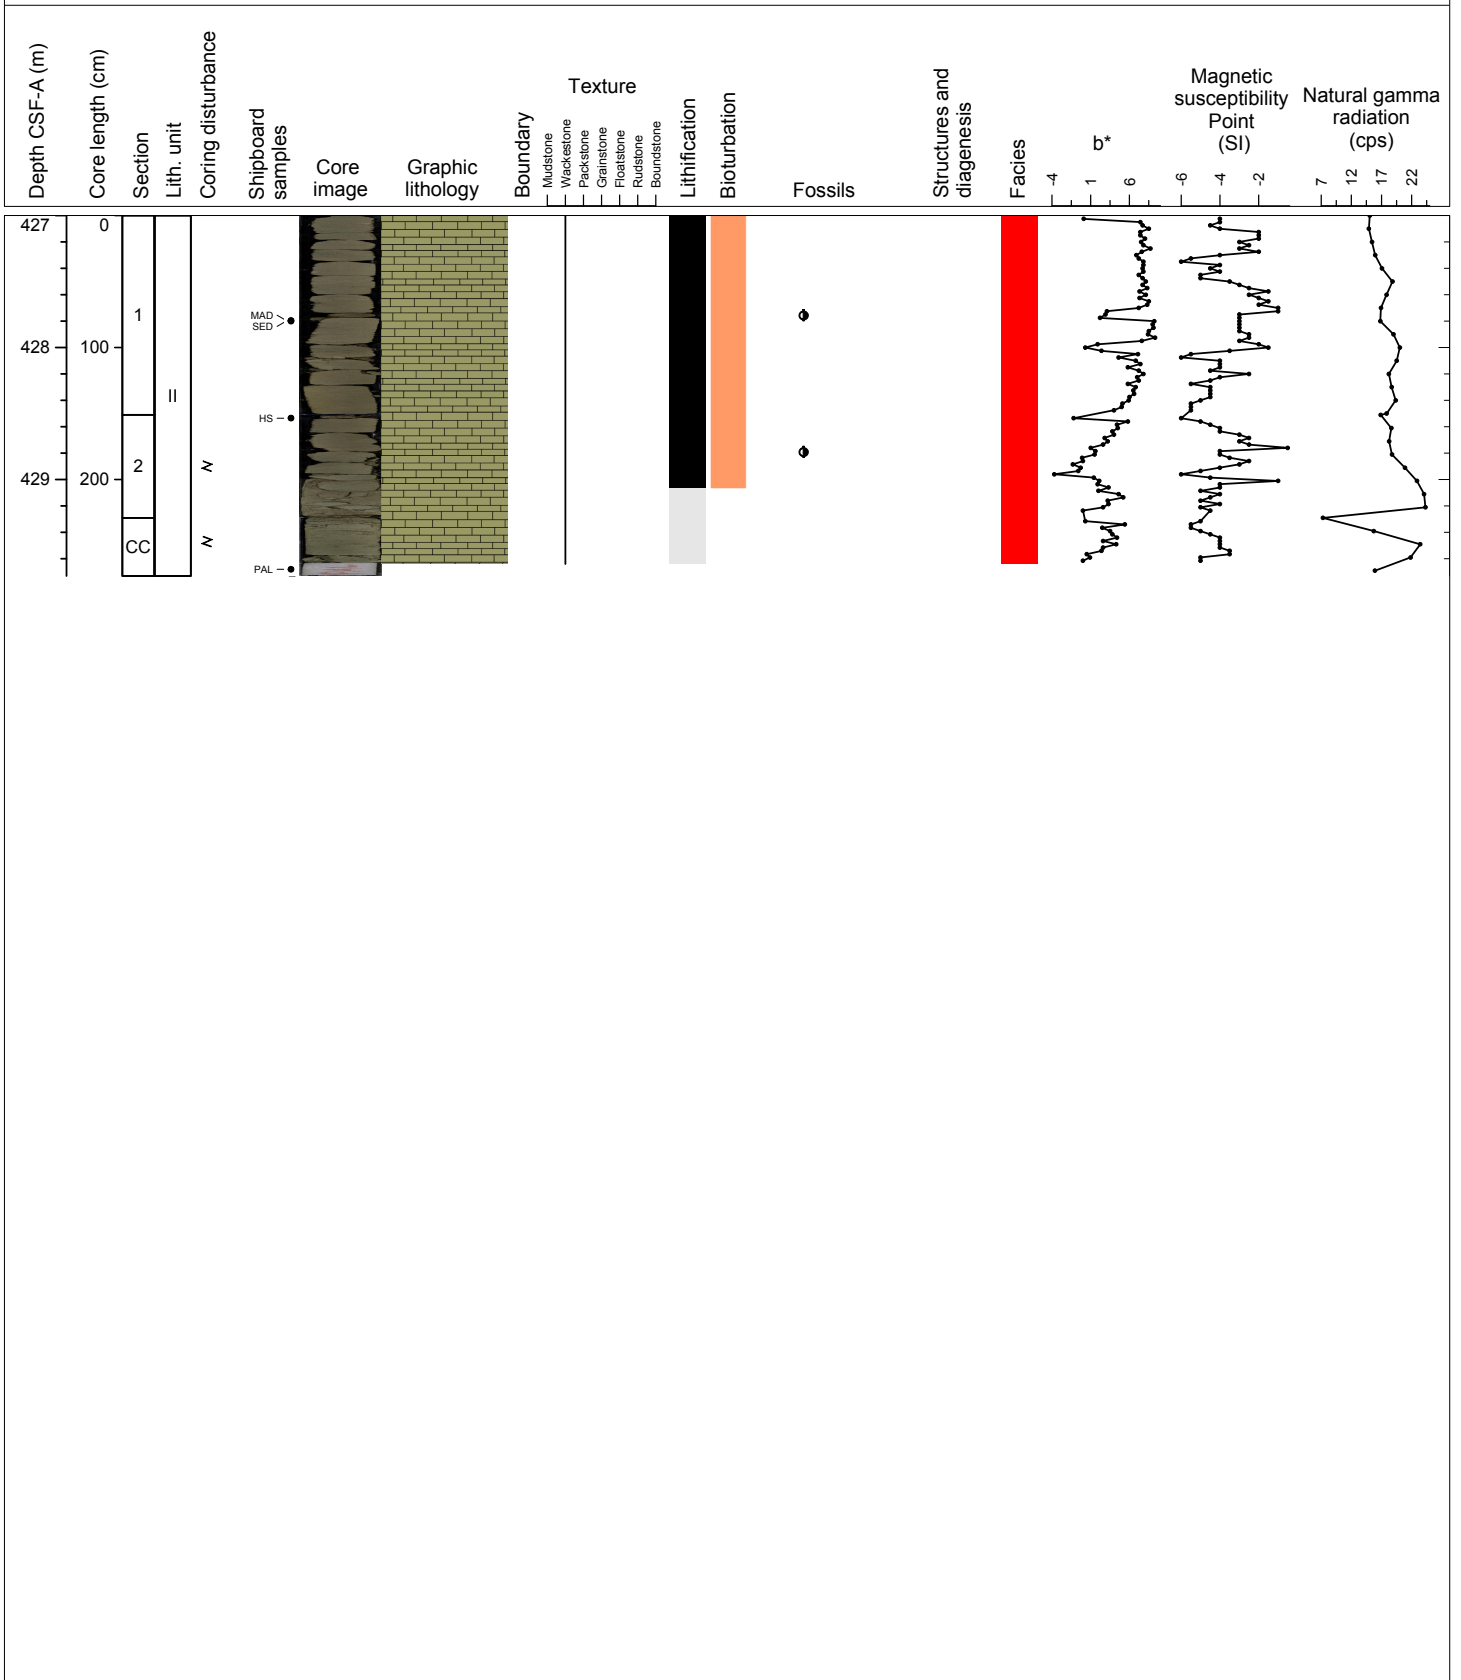 Depth CSF-A (m)
Core length (cm)
Section
Lith. unit
Coring disturbance
Shipboard
samples
Core
image
Graphic
lithology
Boundary
Texture
Mudstone
Wackestone
Packstone
Grainstone
Floatstone
Rudstone
Boundstone
Lithification
Bioturbation
Fossils
Structures and
diagenesis
Facies
b*
-4 1 6
Magnetic
susceptibility
Point
(SI)
-6 -4 -2
Natural gamma
radiation
(cps)
7 12 17 22
427 0
1
MAD
SED
428 100
II
HS
2
429 200
CC
PAL